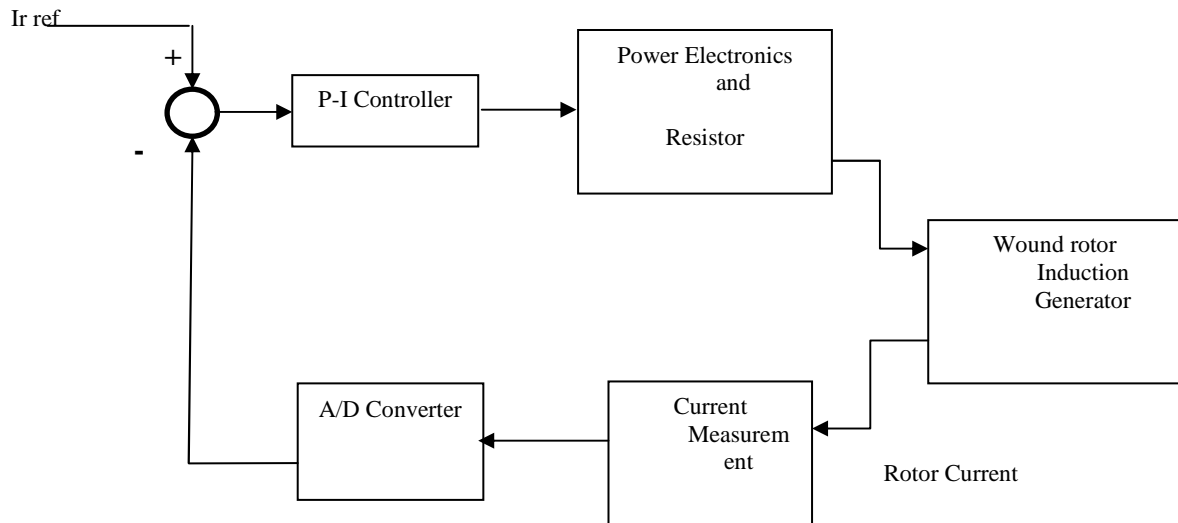 Ir ref
+
-
P-I Controller
Power Electronics
and
Resistor
Wound rotor
Induction
Generator
A/D Converter
Current
Measurem
ent
Rotor Current